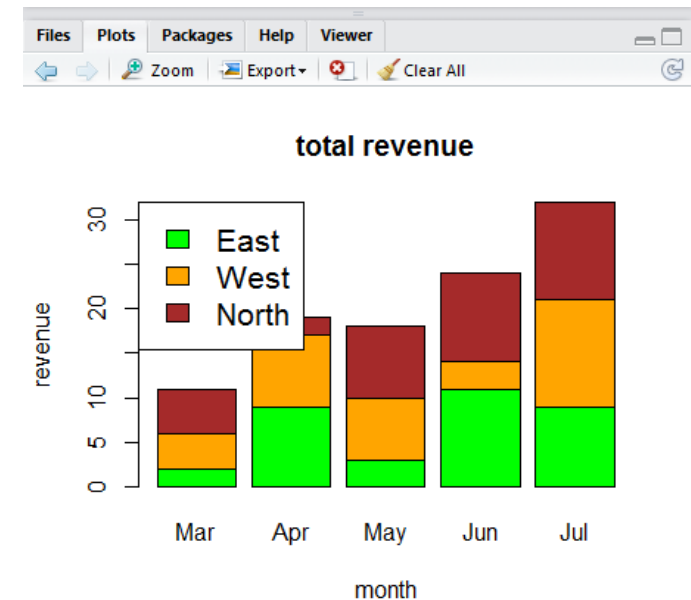 Files Plots Packages Help Viewer
Zoom Export Clear All
total revenue
East
West
North
revenue
30
20
10
5
0
Mar Apr May Jun Jul
month